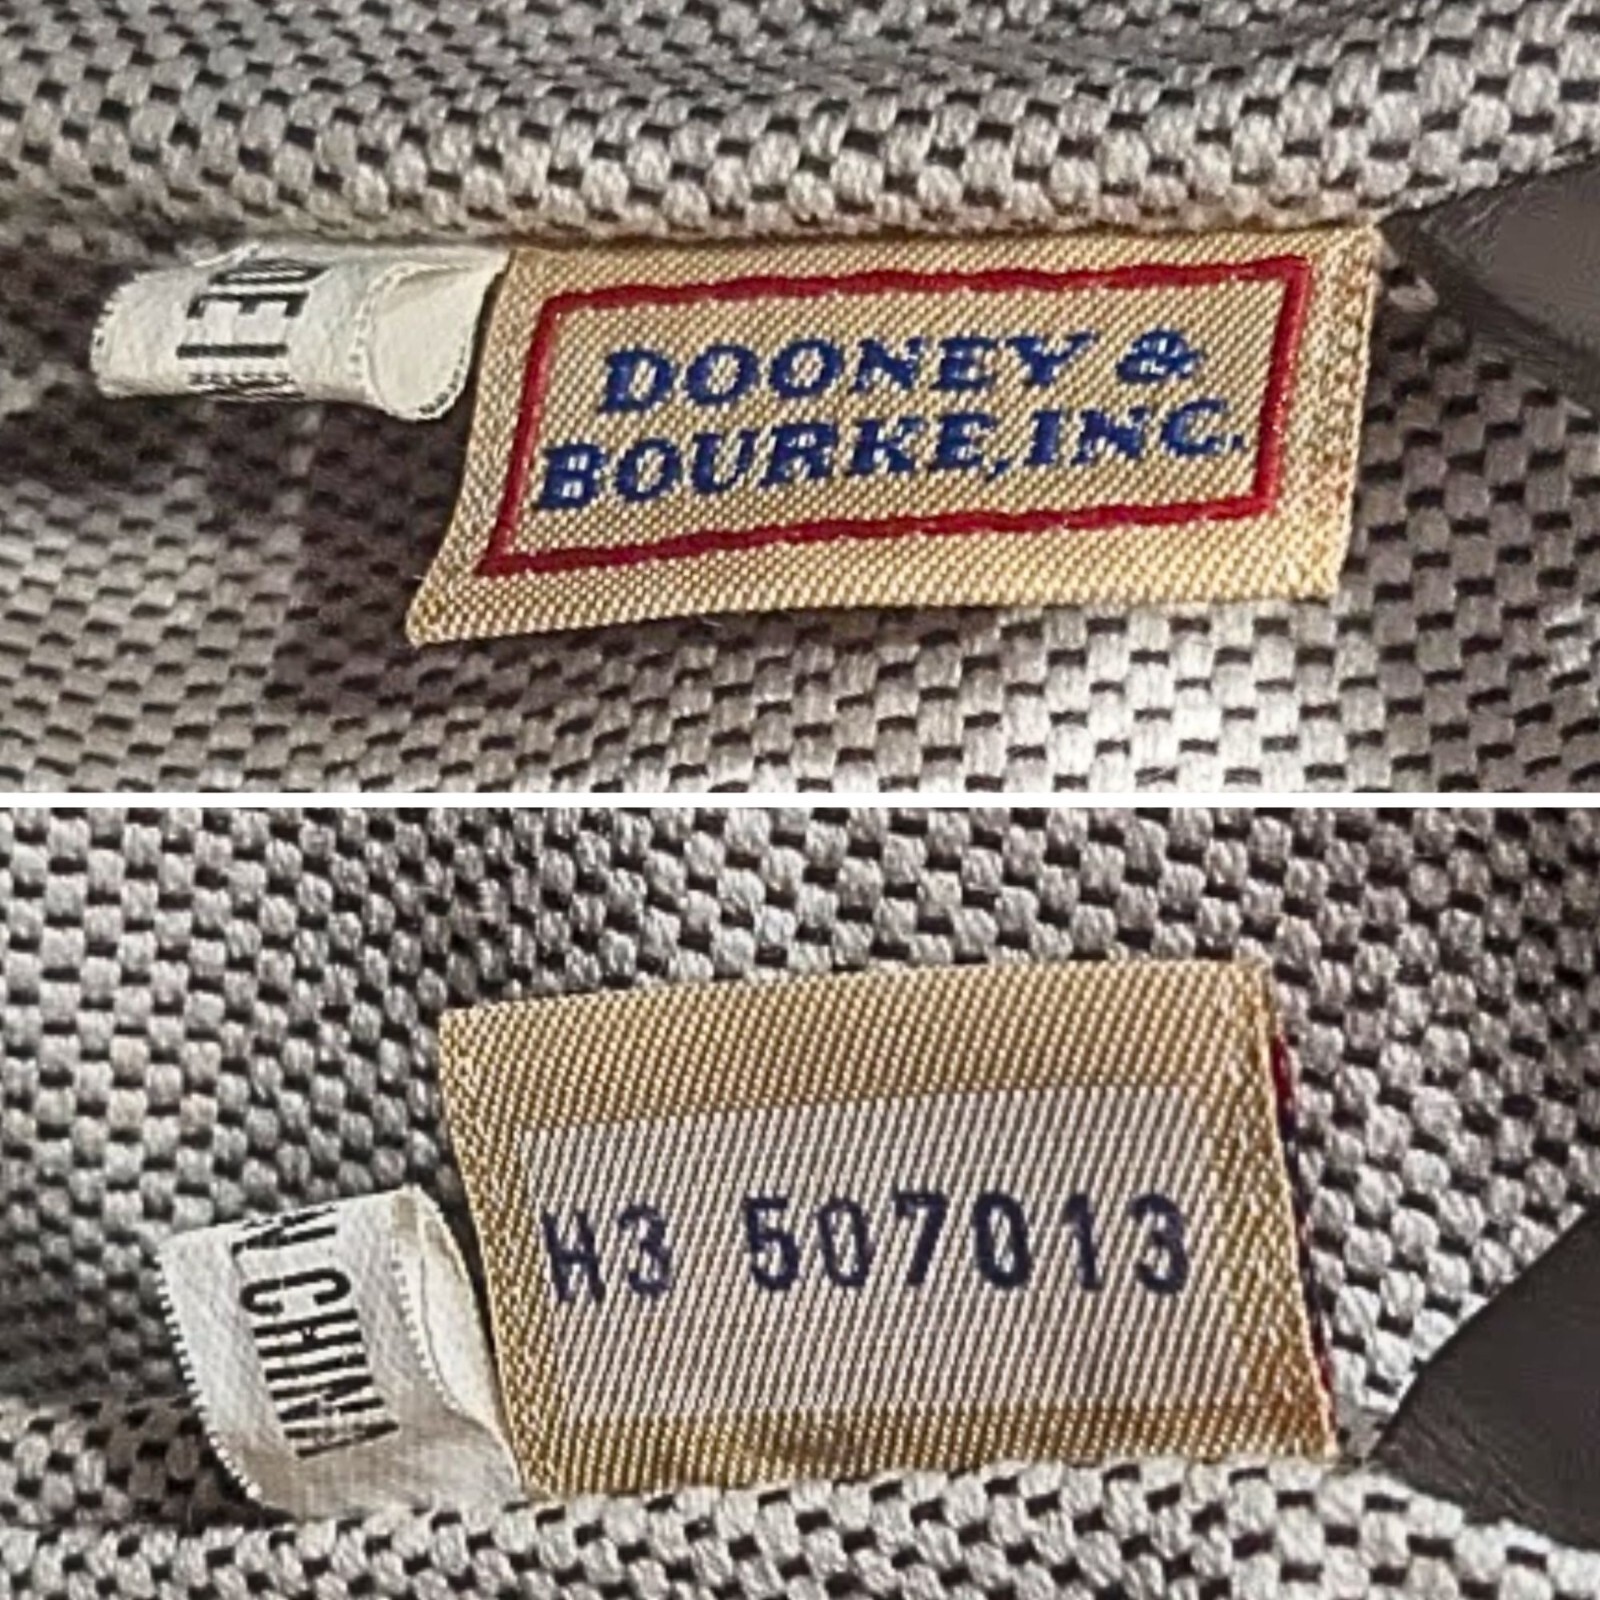 DOONEY &
BOURKE, INC.
H3 507013
CHINA